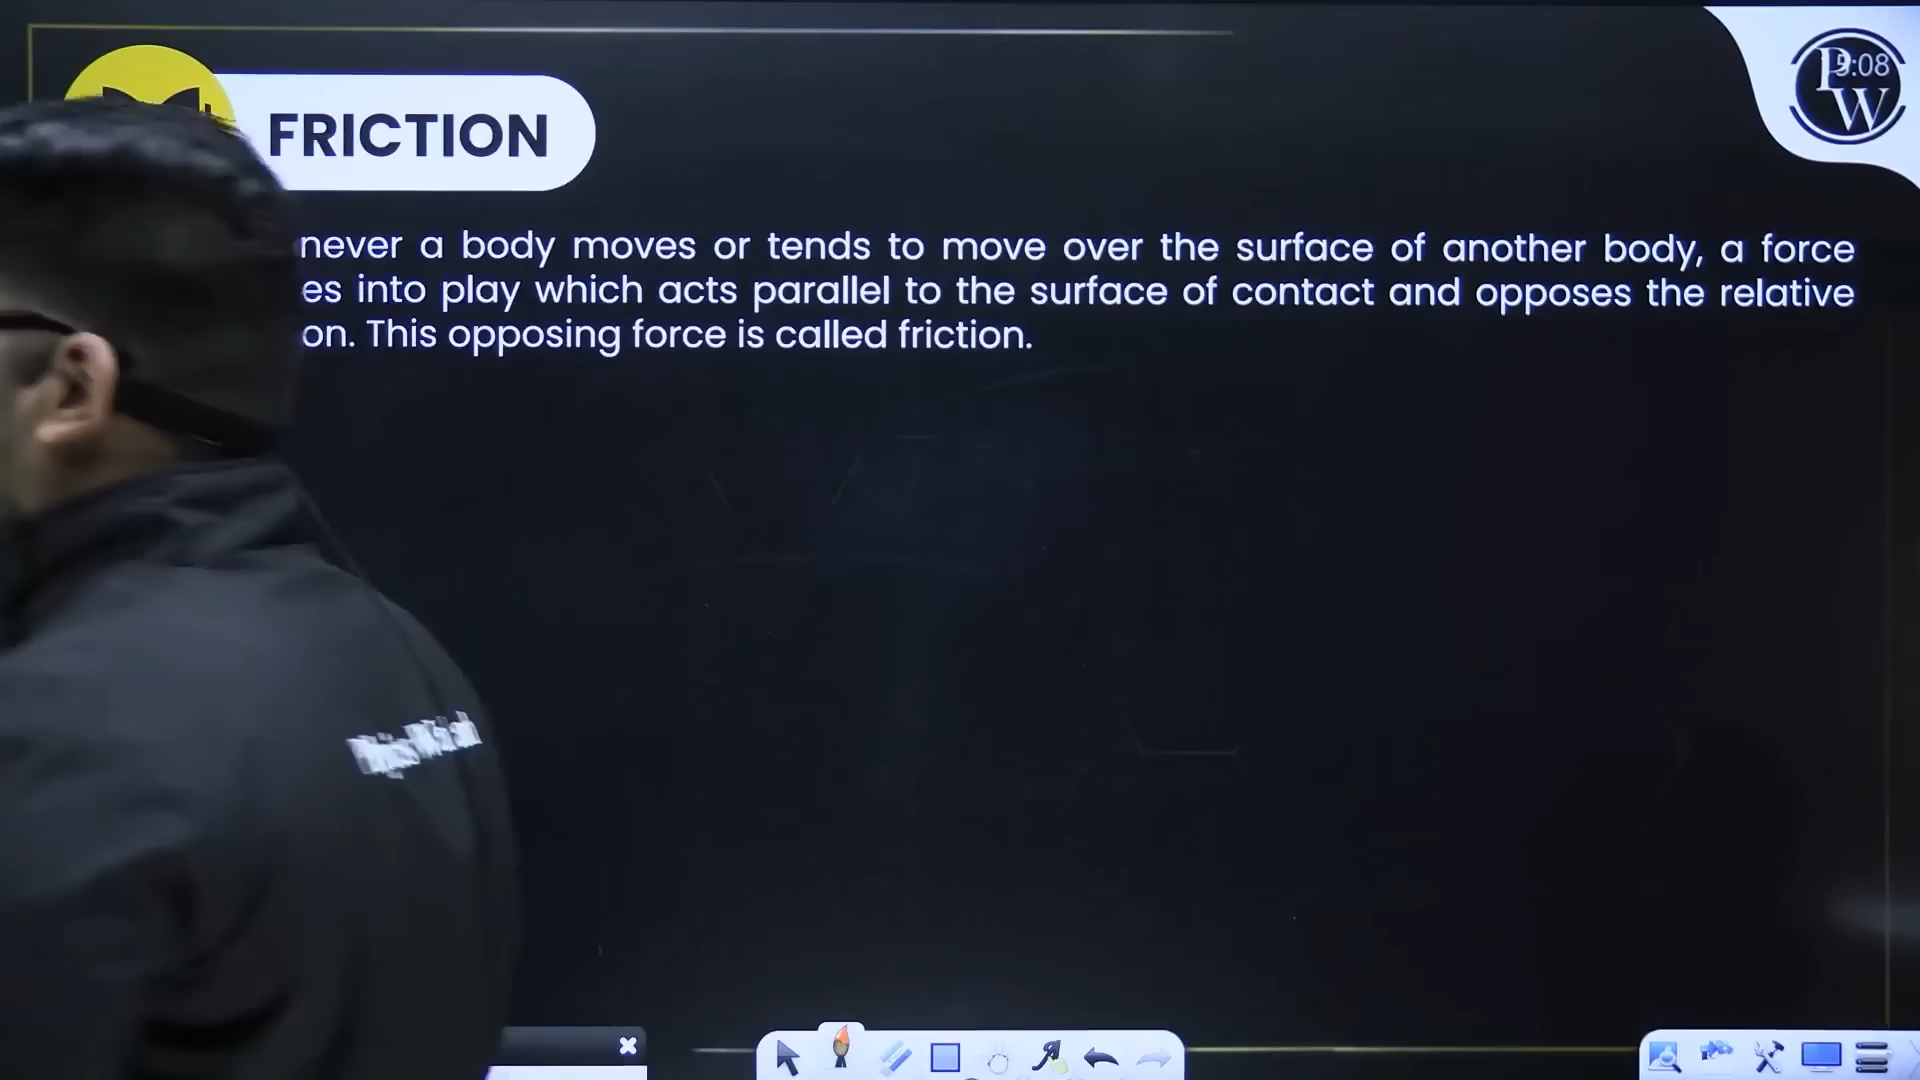 FRICTION
PW
5:08
never a body moves or tends to move over the surface of another body, a force
es into play which acts parallel to the surface of contact and opposes the relative
on. This opposing force is called friction.